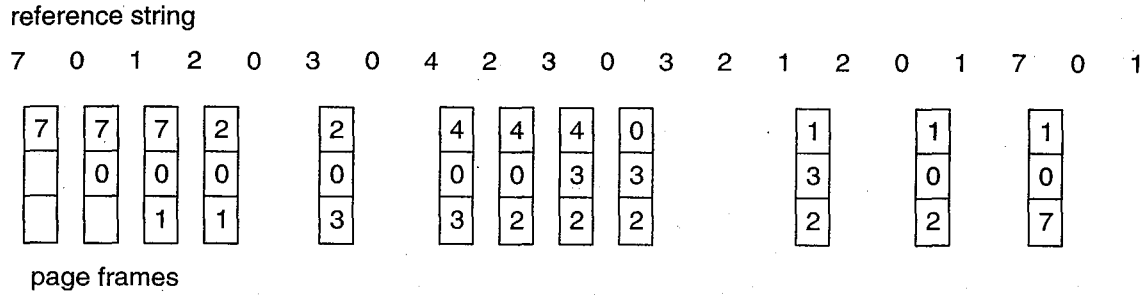 reference string
7 0 1 2 0 3 0 4 2 3 0 3 2 1 2 0 1 7 0 1
7 7 7 2 2 4 4 4 0 1 1 1
0 0 0 0 0 0 3 3 3 0 0
1 1 3 3 2 2 2 2 2 7
page frames